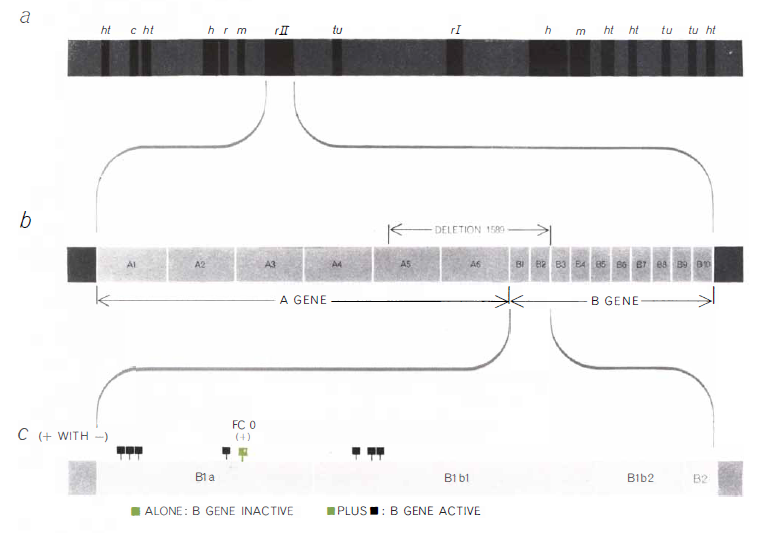 a
ht c ht h r m rII tu rI h m ht ht tu tu ht
b
DELETION 1589
A1 A2 A3 A4 A5 A6 B1 B2 B3 B4 B5 B6 B7 B8 B9 B10
A GENE B GENE
FC 0
C (+ WITH −) (+)
B1a B1b1 B1b2 B2
ALONE: B GENE INACTIVE PLUS : B GENE ACTIVE